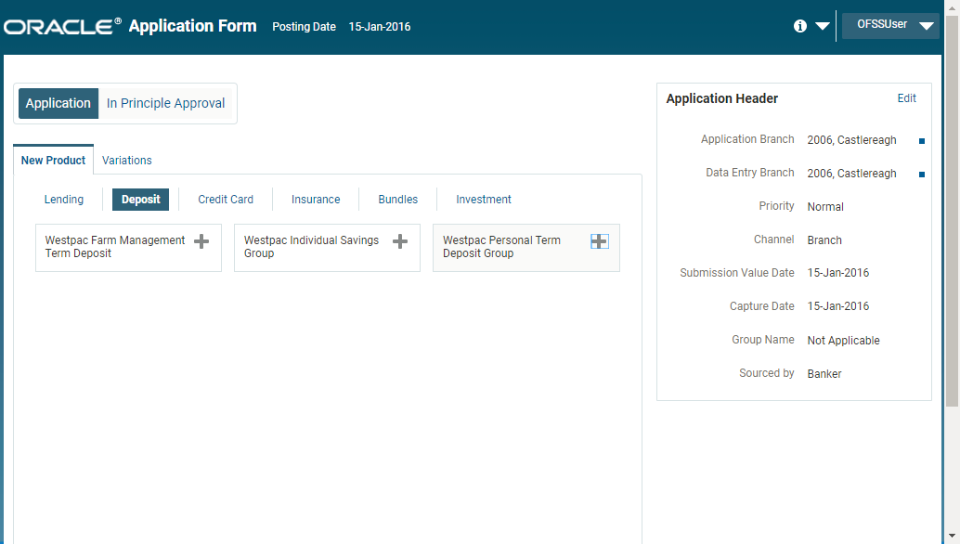 ORACLE® Application Form Posting Date 15-Jan-2016
OFSSUser
Application In Principle Approval
New Product Variations
Lending Deposit Credit Card Insurance Bundles Investment
Westpac Farm Management
Term Deposit
Westpac Individual Savings
Group
Westpac Personal Term
Deposit Group
Application Header Edit
Application Branch 2006, Castlereagh
Data Entry Branch 2006, Castlereagh
Priority Normal
Channel Branch
Submission Value Date 15-Jan-2016
Capture Date 15-Jan-2016
Group Name Not Applicable
Sourced by Banker